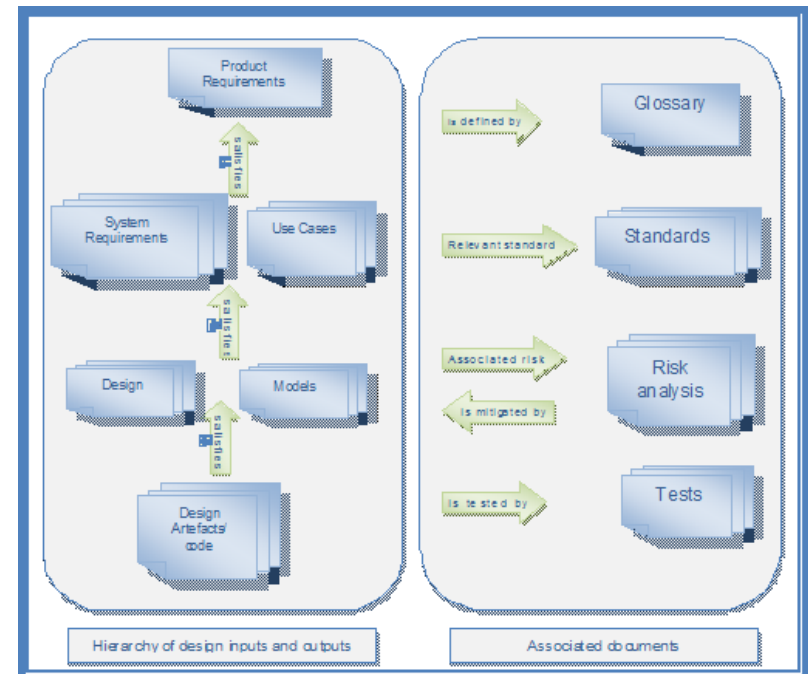 Product
Requirements
satisfies
System
Requirements
Use Cases
satisfies
Design
Models
satisfies
Design
Artefacts/
code
Hierarchy of design inputs and outputs
Is defined by
Glossary
Relevant standard
Standards
Associated risk
Is mitigated by
Risk
analysis
Is tested by
Tests
Associated documents